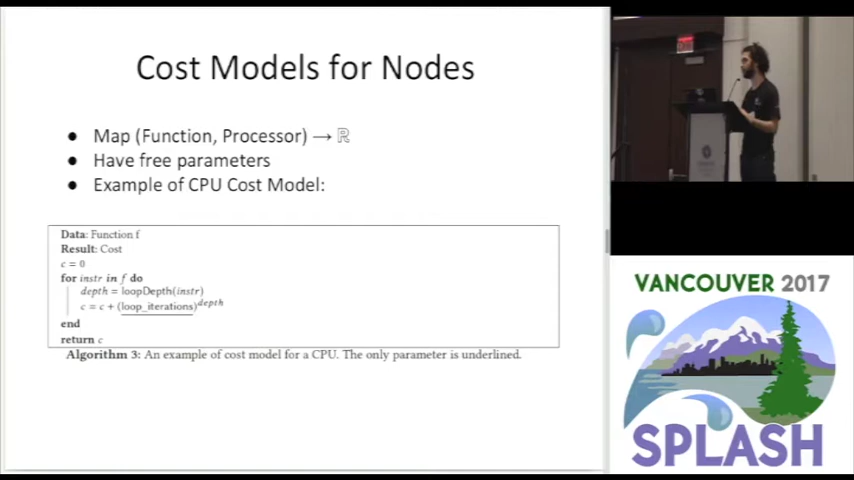 Cost Models for Nodes
● Map (Function, Processor) → ℝ
● Have free parameters
● Example of CPU Cost Model:
Data: Function f
Result: Cost
c = 0
for instr in f do
depth = loopDepth(instr)
c = c + (loop_iterations)^depth
end
return c
Algorithm 3: An example of cost model for a CPU. The only parameter is underlined.
VANCOUVER 2017
SPLASH